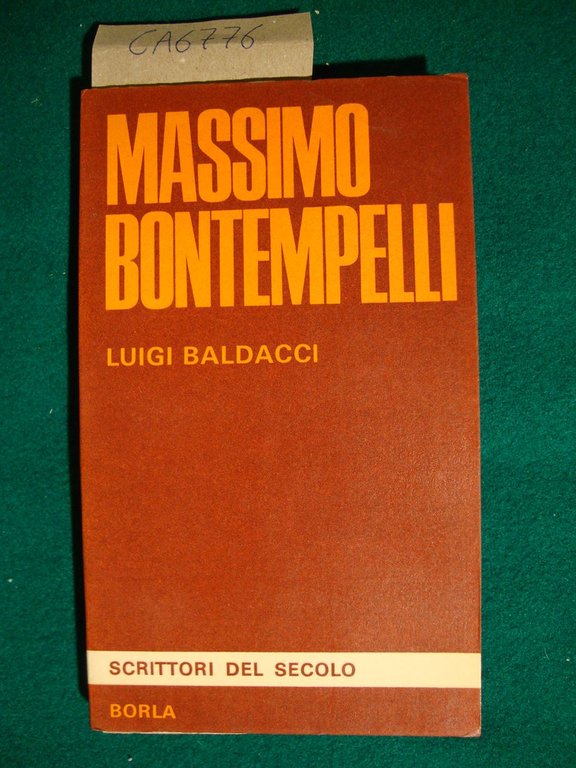 CA6776
MASSIMO
BONTEMPELLI
LUIGI BALDACCI
SCRITTORI DEL SECOLO
BORLA